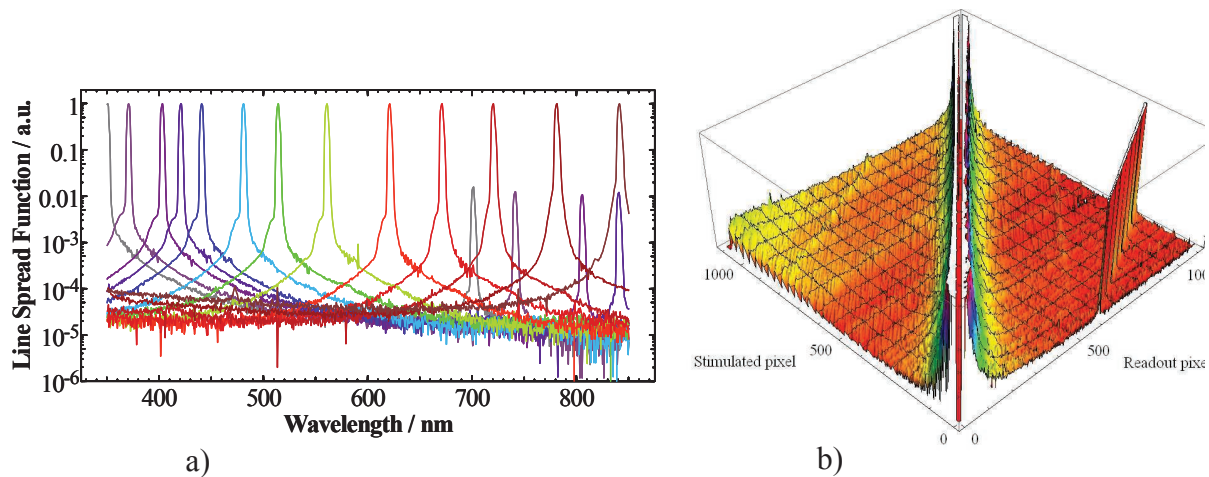 Line Spread Function / a.u.
1
0.1
0.01
10-3
10-4
10-5
10-6
400 500 600 700 800
Wavelength / nm
a)
1000
500
0
Stimulated pixel
0
500
Readout pixe
b)